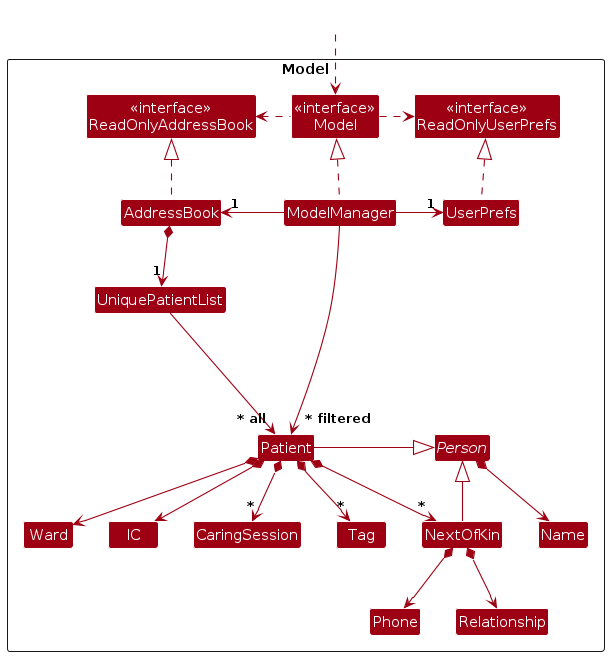 Model
«interface»
ReadOnlyAddressBook
«interface»
Model
«interface»
ReadOnlyUserPrefs
AddressBook
1
ModelManager
1
UserPrefs
1
UniquePatientList
* all
* filtered
Patient
Person
*
*
*
Ward
IC
CaringSession
Tag
NextOfKin
Name
Phone
Relationship